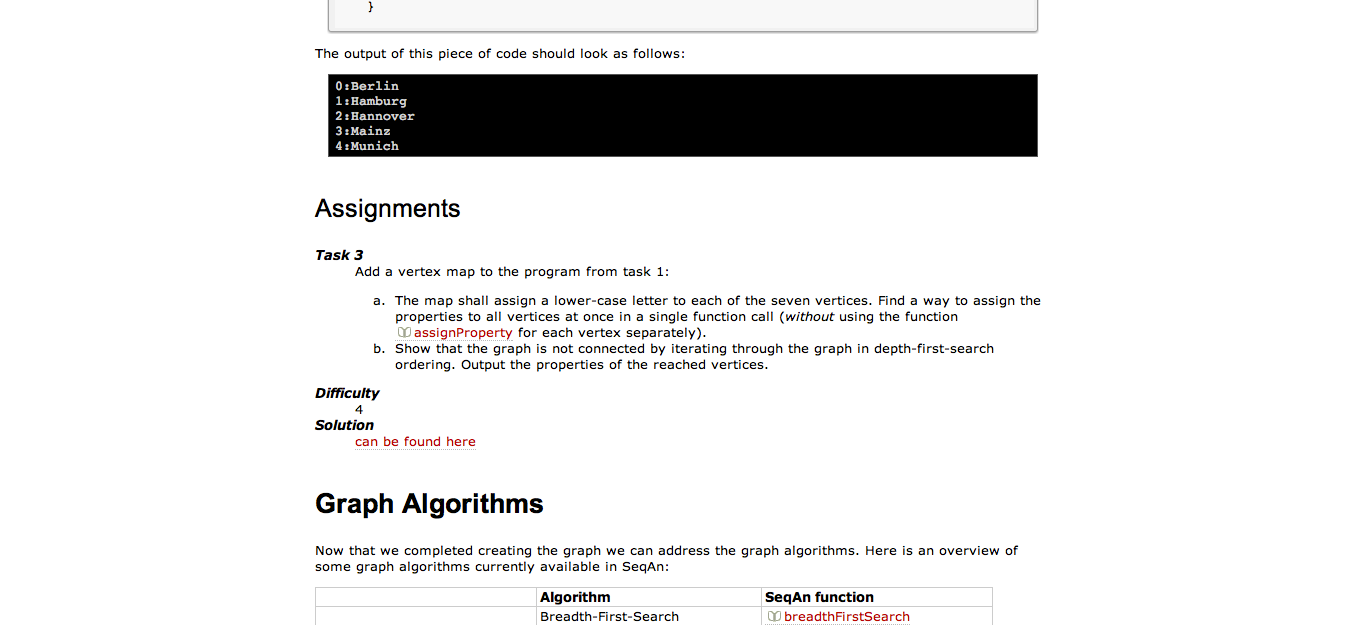 }
The output of this piece of code should look as follows:
0:Berlin
1:Hamburg
2:Hannover
3:Mainz
4:Munich
Assignments
Task 3
Add a vertex map to the program from task 1:
a. The map shall assign a lower-case letter to each of the seven vertices. Find a way to assign the
properties to all vertices at once in a single function call (without using the function
assignProperty for each vertex separately).
b. Show that the graph is not connected by iterating through the graph in depth-first-search
ordering. Output the properties of the reached vertices.
Difficulty
4
Solution
can be found here
Graph Algorithms
Now that we completed creating the graph we can address the graph algorithms. Here is an overview of
some graph algorithms currently available in SeqAn:
Algorithm SeqAn function
Breadth-First-Search breadthFirstSearch